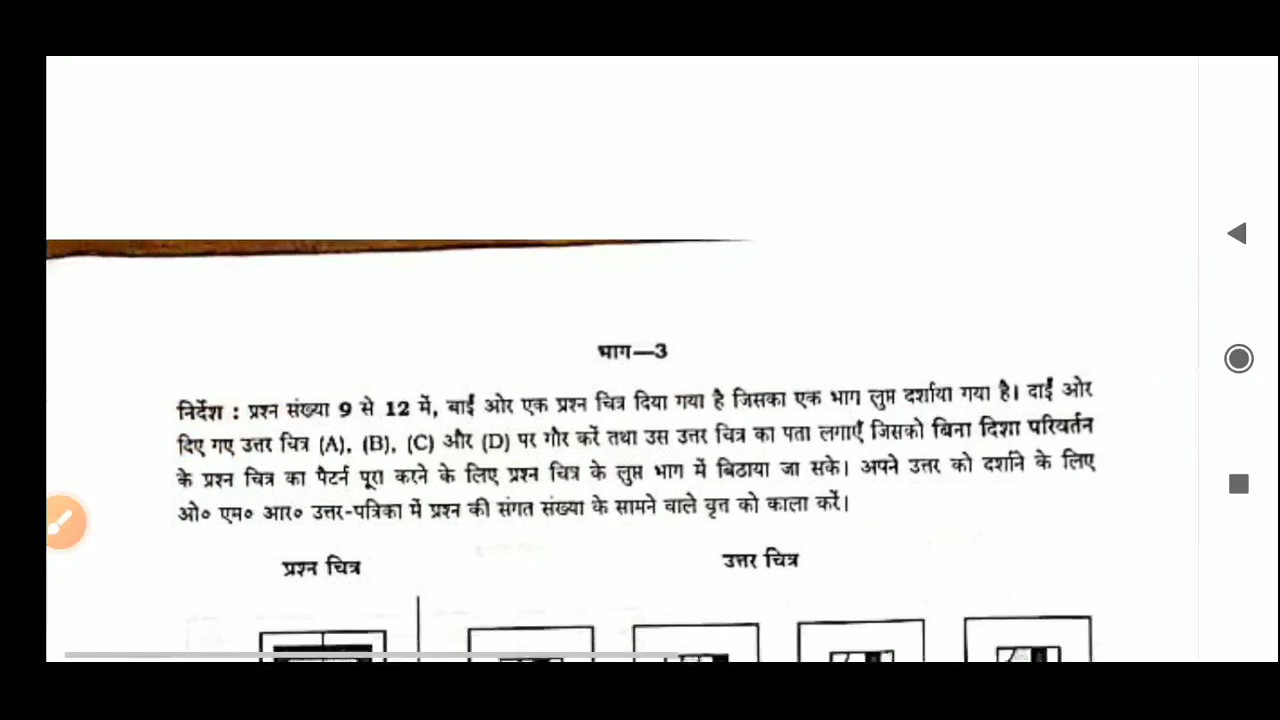 भाग—3
निर्देश : प्रश्न संख्या 9 से 12 में, बाईं ओर एक प्रश्न चित्र दिया गया है जिसका एक भाग लुप्त दर्शाया गया है। दाईं ओर
दिए गए उत्तर चित्र (A), (B), (C) और (D) पर गौर करें तथा उस उत्तर चित्र का पता लगाएँ जिसको बिना दिशा परिवर्तन
के प्रश्न चित्र का पैटर्न पूरा करने के लिए प्रश्न चित्र के लुप्त भाग में बिठाया जा सके। अपने उत्तर को दर्शाने के लिए
ओ० एम० आर० उत्तर-पत्रिका में प्रश्न की संगत संख्या के सामने वाले वृत्त को काला करें।
प्रश्न चित्र उत्तर चित्र